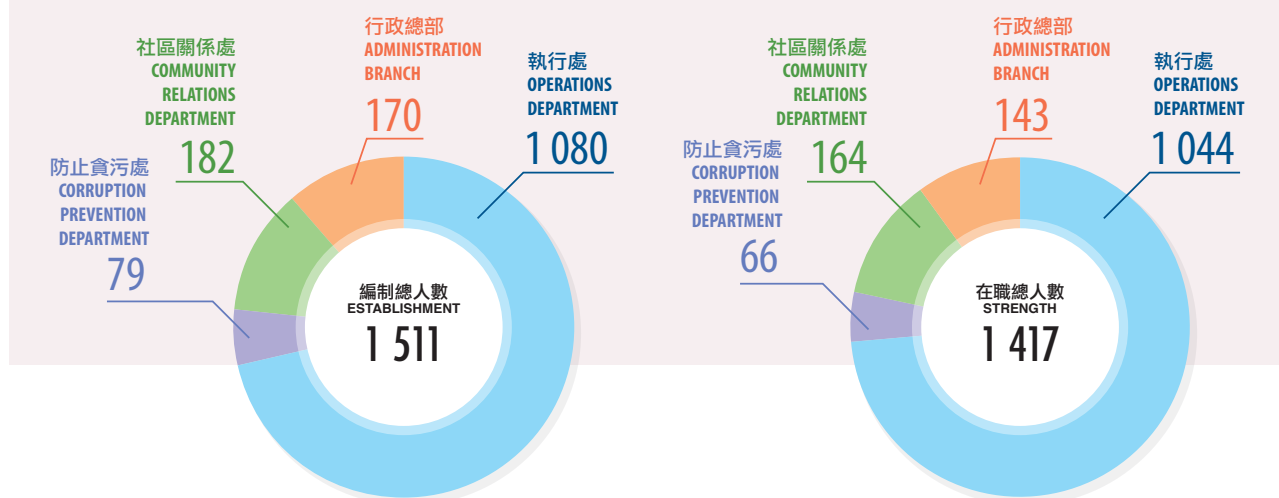 行政總部
ADMINISTRATION
BRANCH
170
社區關係處
COMMUNITY
RELATIONS
DEPARTMENT
182
執行處
OPERATIONS
DEPARTMENT
1 080
防止貪污處
CORRUPTION
PREVENTION
DEPARTMENT
79
編制總人數
ESTABLISHMENT
1 511
行政總部
ADMINISTRATION
BRANCH
143
社區關係處
COMMUNITY
RELATIONS
DEPARTMENT
164
執行處
OPERATIONS
DEPARTMENT
1 044
防止貪污處
CORRUPTION
PREVENTION
DEPARTMENT
66
在職總人數
STRENGTH
1 417